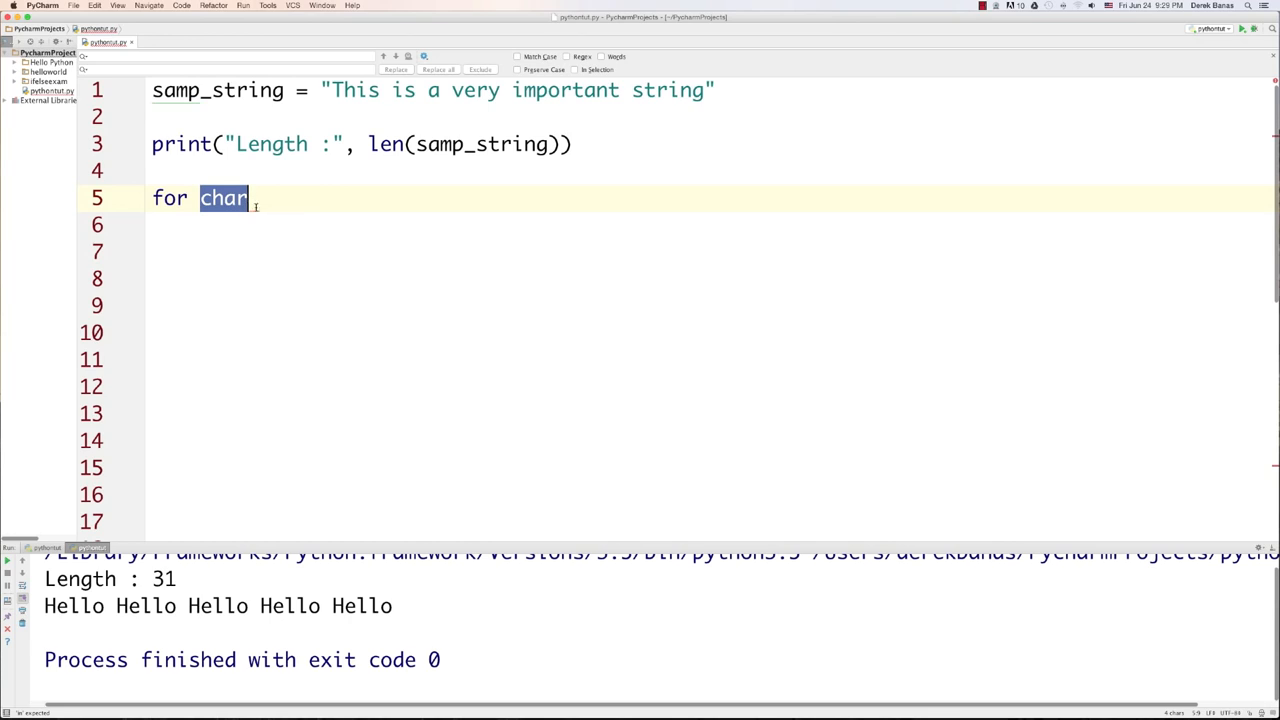 PyCharm File Edit View Navigate Code Refactor Run Tools VCS Window Help 10 Fri Jun 24 9:29 PM Derek Banas
pythontut.py - PycharmProjects - [~/PycharmProjects]
PycharmProjects pythontut.py pythontut
pythontut.py ×
PycharmProject
Hello Python
helloworld
ifelseexam
pythontut.py
External Librarie
Match Case Regex Words
Replace Replace all Exclude Preserve Case In Selection
1 samp_string = "This is a very important string"
2
3 print("Length :", len(samp_string))
4
5 for char
6
7
8
9
10
11
12
13
14
15
16
17
Run: pythontut pythontut
Length : 31
Hello Hello Hello Hello Hello
Process finished with exit code 0
'in' expected 4 chars 5:9 LF÷ UTF-8÷